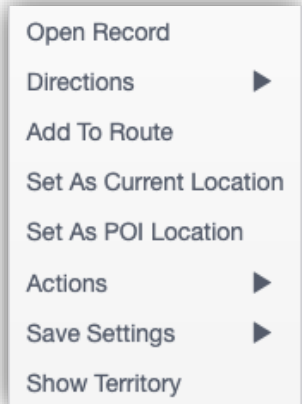 Open Record
Directions
Add To Route
Set As Current Location
Set As POI Location
Actions
Save Settings
Show Territory